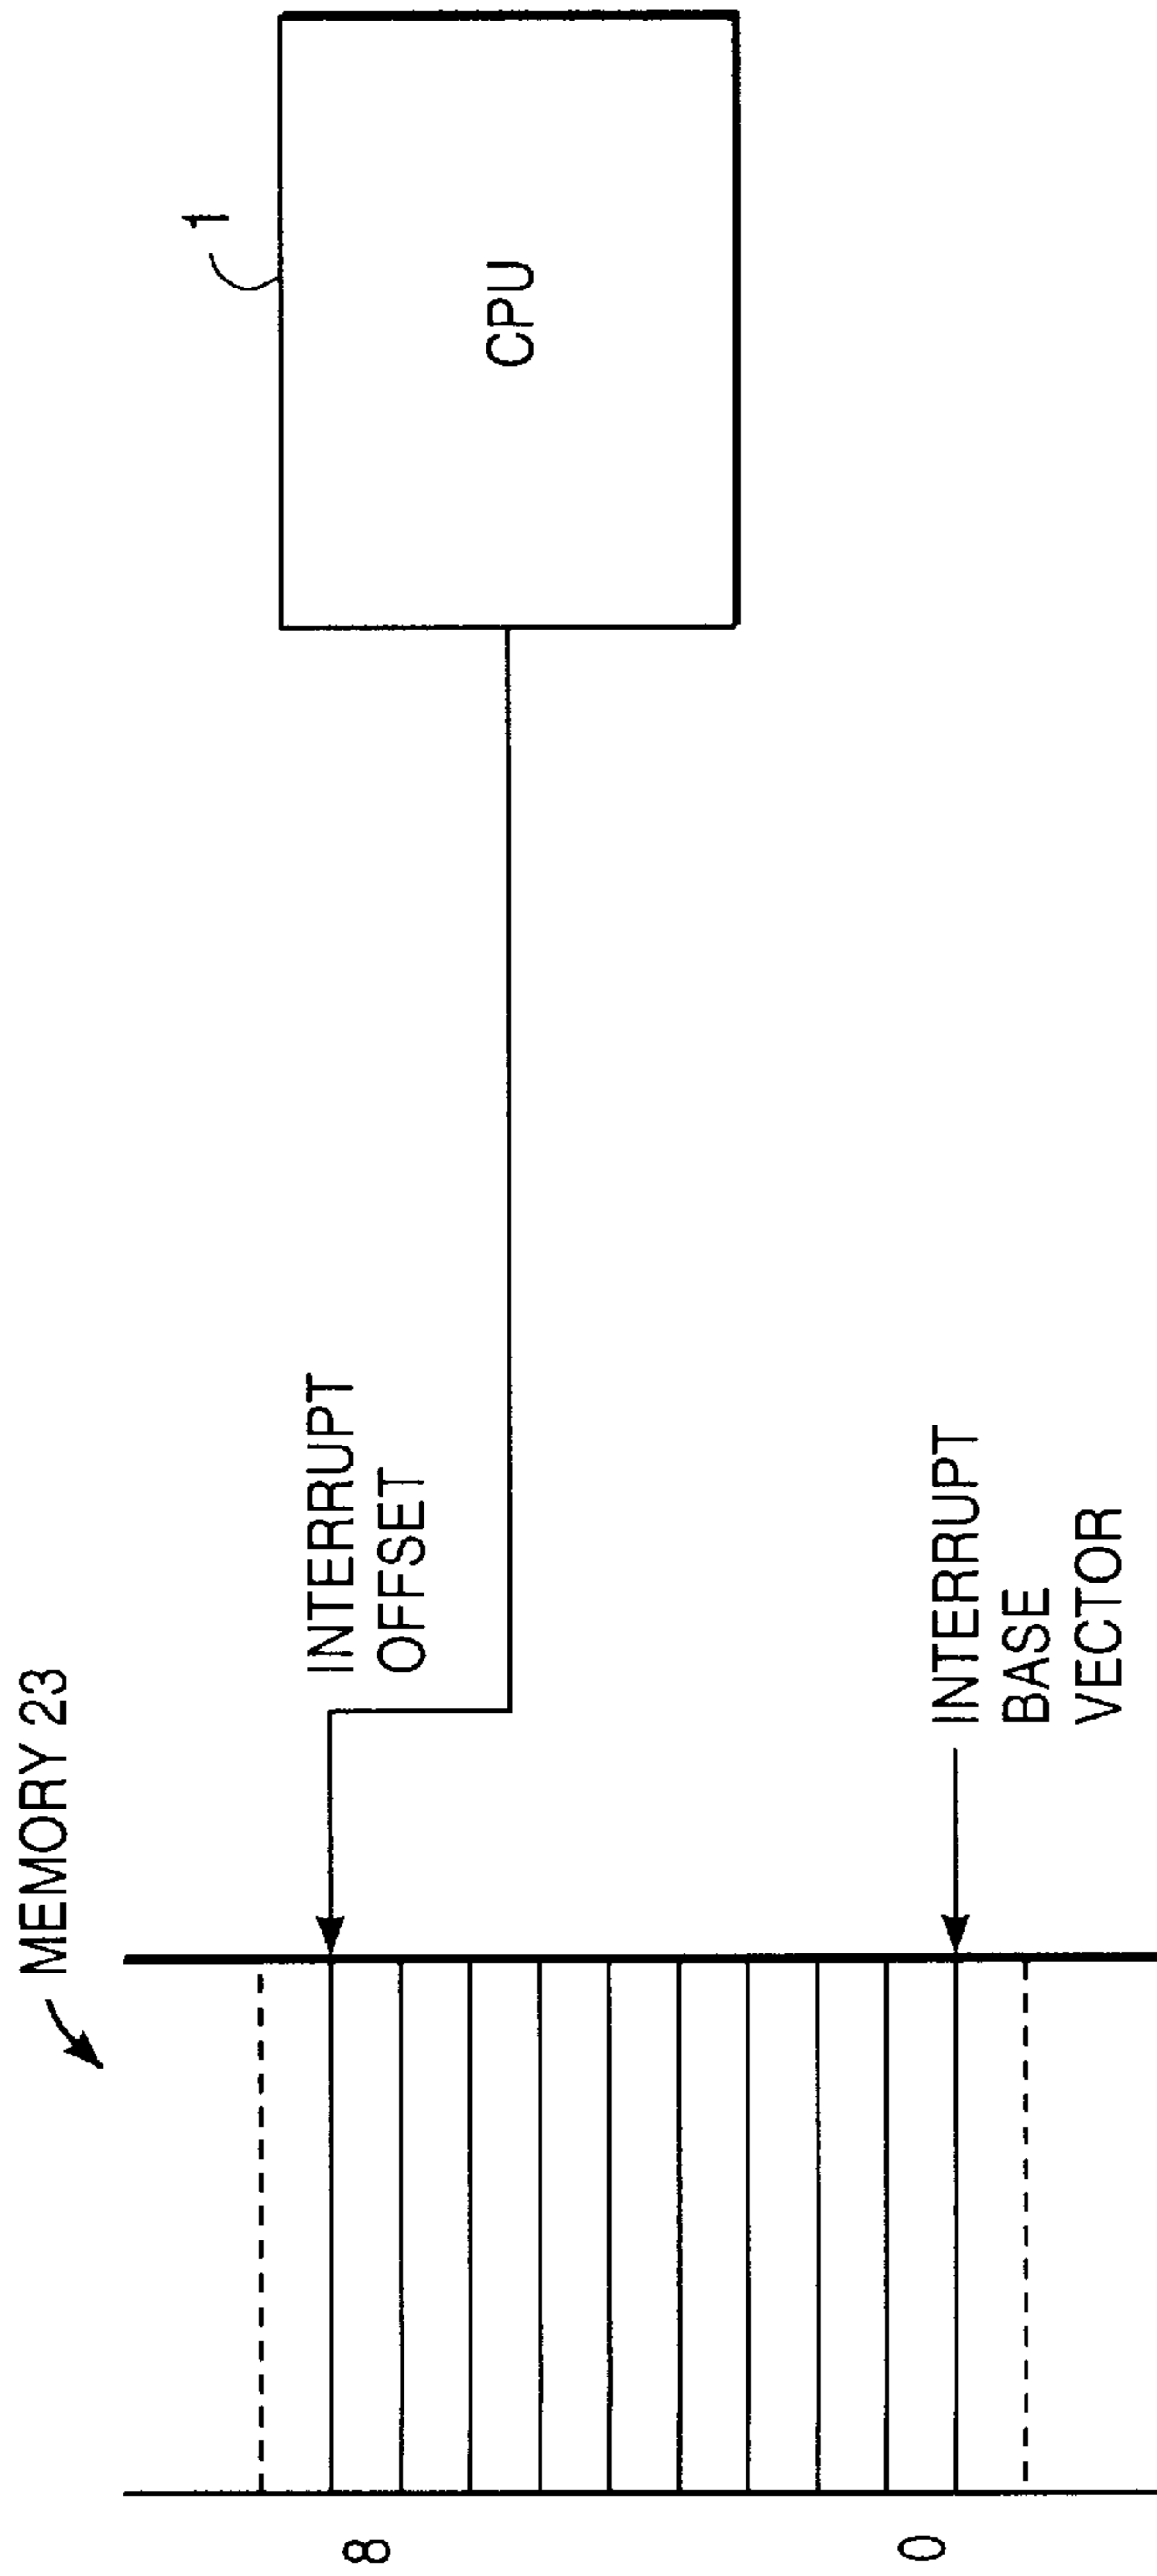 MEMORY 23
8
0
INTERRUPT
OFFSET
INTERRUPT
BASE
VECTOR
1
CPU